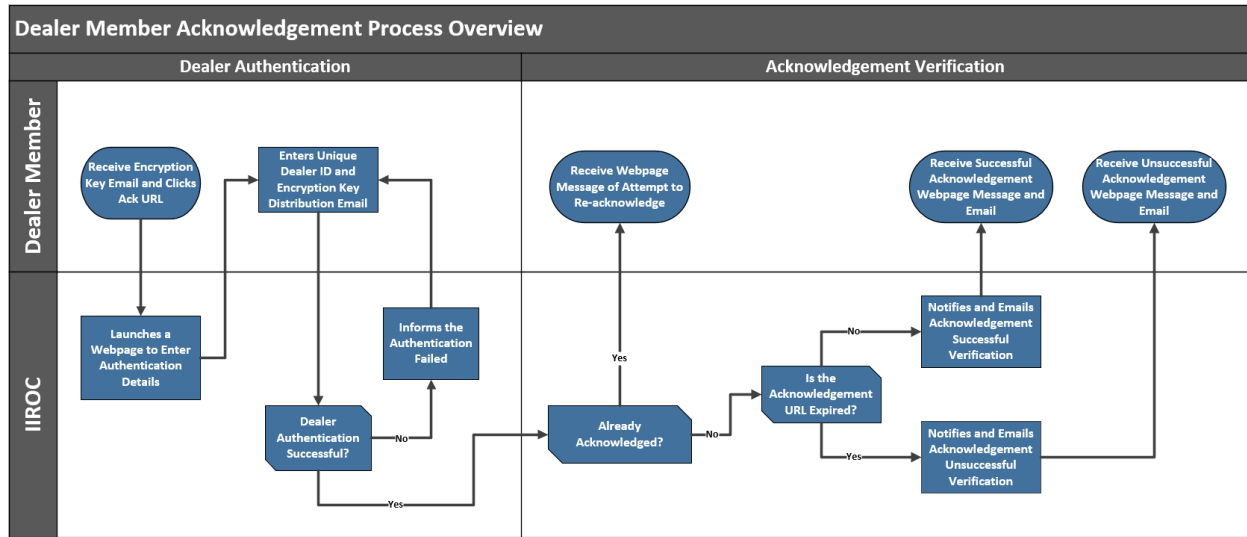 Dealer Member Acknowledgement Process Overview
Dealer Authentication
Acknowledgement Verification
Dealer Member
Receive Encryption
Key Email and Clicks
Ack URL
Enters Unique
Dealer ID and
Encryption Key
Distribution Email
Receive Webpage
Message of Attempt to
Re-acknowledge
Receive Successful
Acknowledgement
Webpage Message and
Email
Receive Unsuccessful
Acknowledgement
Webpage Message and
Email
IIROC
Launches a
Webpage to Enter
Authentication
Details
Informs the
Authentication
Failed
Dealer
Authentication
Successful?
No
Yes
Already
Acknowledged?
Yes
No
Is the
Acknowledgement
URL Expired?
No
Yes
Notifies and Emails
Acknowledgement
Successful
Verification
Notifies and Emails
Acknowledgement
Unsuccessful
Verification